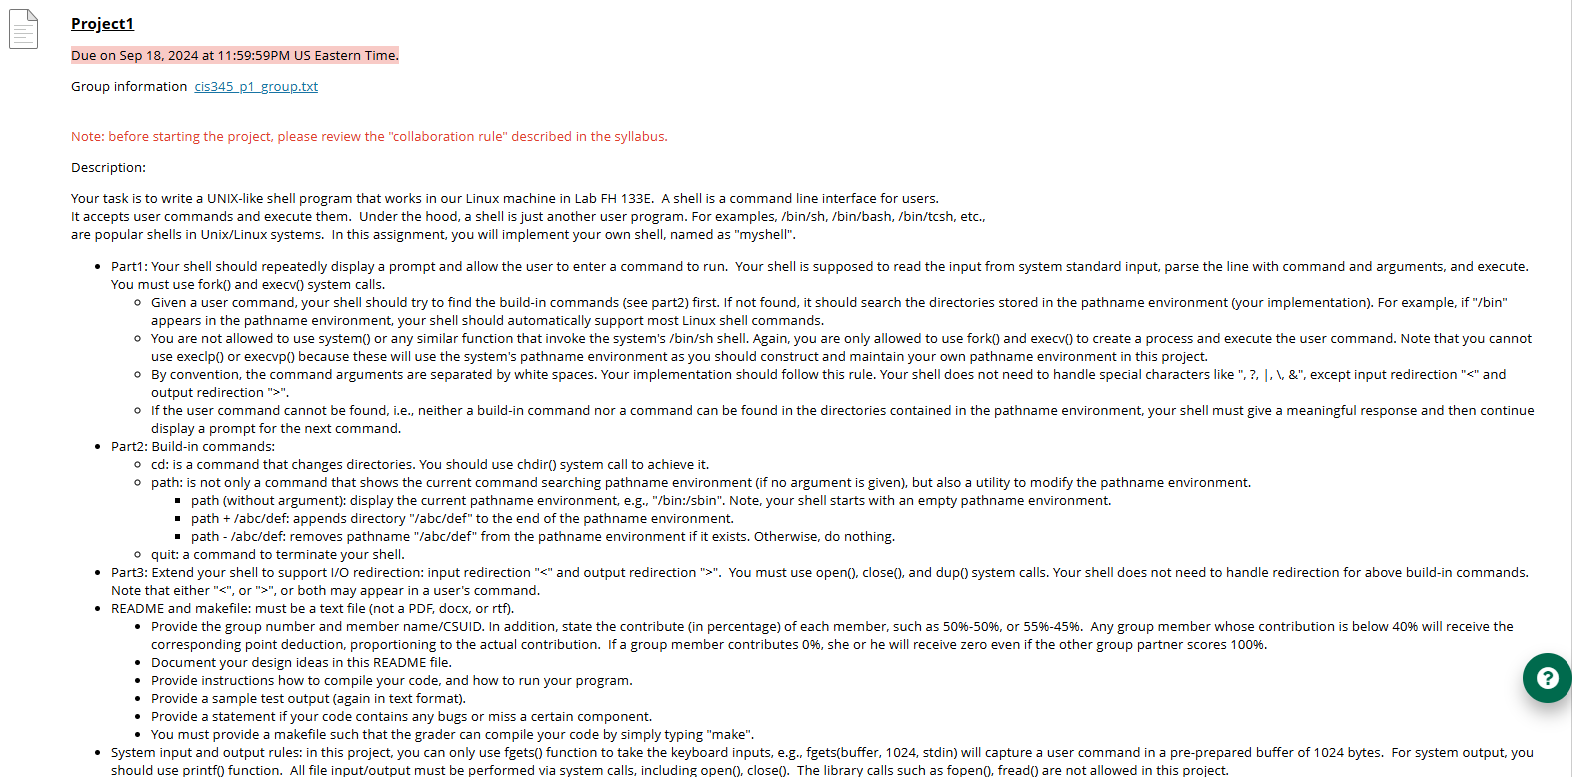 Project1
Due on Sep 18, 2024 at 11:59:59PM US Eastern Time.
Group information cis345_p1_group.txt
Note: before starting the project, please review the "collaboration rule" described in the syllabus.
Description:
Your task is to write a UNIX-like shell program that works in our Linux machine in Lab FH 133E. A shell is a command line interface for users.
It accepts user commands and execute them. Under the hood, a shell is just another user program. For examples, /bin/sh, /bin/bash, /bin/tcsh, etc.,
are popular shells in Unix/Linux systems. In this assignment, you will implement your own shell, named as "myshell".
• Part1: Your shell should repeatedly display a prompt and allow the user to enter a command to run. Your shell is supposed to read the input from system standard input, parse the line with command and arguments, and execute.
You must use fork() and execv() system calls.
◦ Given a user command, your shell should try to find the build-in commands (see part2) first. If not found, it should search the directories stored in the pathname environment (your implementation). For example, if "/bin"
appears in the pathname environment, your shell should automatically support most Linux shell commands.
◦ You are not allowed to use system() or any similar function that invoke the system's /bin/sh shell. Again, you are only allowed to use fork() and execv() to create a process and execute the user command. Note that you cannot
use execlp() or execvp() because these will use the system's pathname environment as you should construct and maintain your own pathname environment in this project.
◦ By convention, the command arguments are separated by white spaces. Your implementation should follow this rule. Your shell does not need to handle special characters like ", ?, |, \, &", except input redirection "<" and
output redirection ">".
◦ If the user command cannot be found, i.e., neither a build-in command nor a command can be found in the directories contained in the pathname environment, your shell must give a meaningful response and then continue
display a prompt for the next command.
• Part2: Build-in commands:
◦ cd: is a command that changes directories. You should use chdir() system call to achieve it.
◦ path: is not only a command that shows the current command searching pathname environment (if no argument is given), but also a utility to modify the pathname environment.
▪ path (without argument): display the current pathname environment, e.g., "/bin:/sbin". Note, your shell starts with an empty pathname environment.
▪ path + /abc/def: appends directory "/abc/def" to the end of the pathname environment.
▪ path - /abc/def: removes pathname "/abc/def" from the pathname environment if it exists. Otherwise, do nothing.
◦ quit: a command to terminate your shell.
• Part3: Extend your shell to support I/O redirection: input redirection "<" and output redirection ">". You must use open(), close(), and dup() system calls. Your shell does not need to handle redirection for above build-in commands.
Note that either "<", or ">", or both may appear in a user's command.
• README and makefile: must be a text file (not a PDF, docx, or rtf).
• Provide the group number and member name/CSUID. In addition, state the contribute (in percentage) of each member, such as 50%-50%, or 55%-45%. Any group member whose contribution is below 40% will receive the
corresponding point deduction, proportioning to the actual contribution. If a group member contributes 0%, she or he will receive zero even if the other group partner scores 100%.
• Document your design ideas in this README file.
• Provide instructions how to compile your code, and how to run your program.
• Provide a sample test output (again in text format).
• Provide a statement if your code contains any bugs or miss a certain component.
• You must provide a makefile such that the grader can compile your code by simply typing "make".
• System input and output rules: in this project, you can only use fgets() function to take the keyboard inputs, e.g., fgets(buffer, 1024, stdin) will capture a user command in a pre-prepared buffer of 1024 bytes. For system output, you
should use printf() function. All file input/output must be performed via system calls, including open(), close(). The library calls such as fopen(), fread() are not allowed in this project.
?